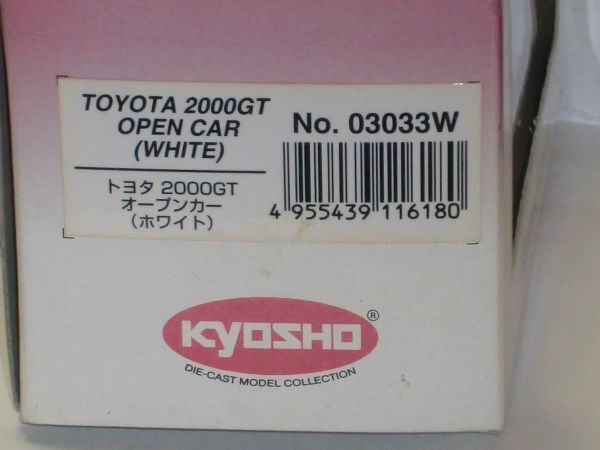 TOYOTA 2000GT
OPEN CAR
(WHITE)
トヨタ 2000GT
オープンカー
(ホワイト)
No. 03033W
4 955439 116180
KYOSHO ®
DIE-CAST MODEL COLLECTION